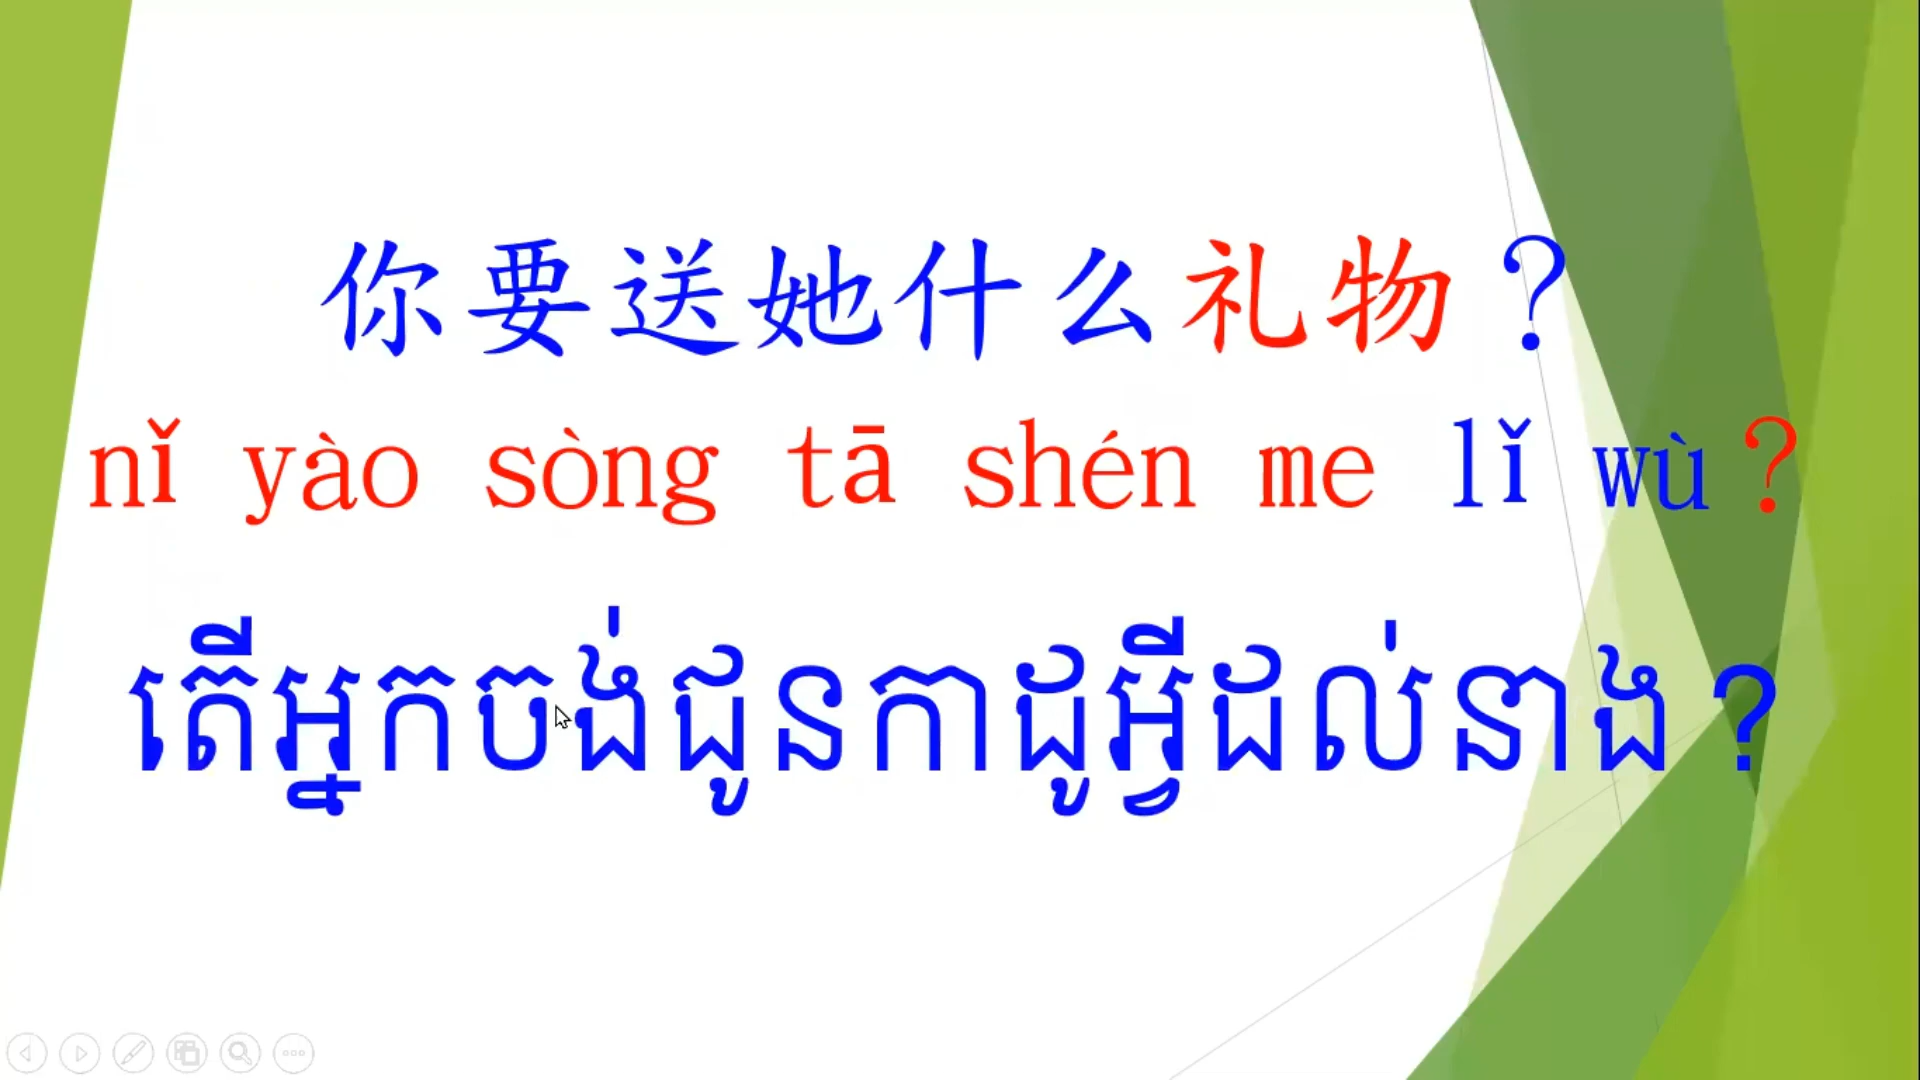 你要送她什么礼物？
nǐ yào sòng tā shén me lǐ wù？
តើអ្នកចង់ជូនកាដូអ្វីដល់នាង?